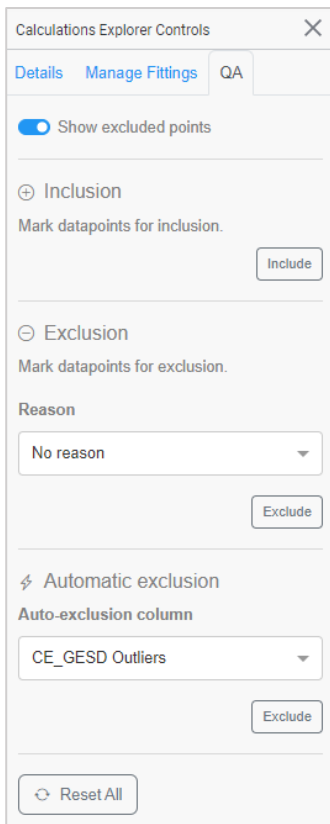 Calculations Explorer Controls
Details Manage Fittings QA
Show excluded points
Inclusion
Mark datapoints for inclusion.
Include
Exclusion
Mark datapoints for exclusion.
Reason
No reason
Exclude
Automatic exclusion
Auto-exclusion column
CE_GESD Outliers
Exclude
Reset All